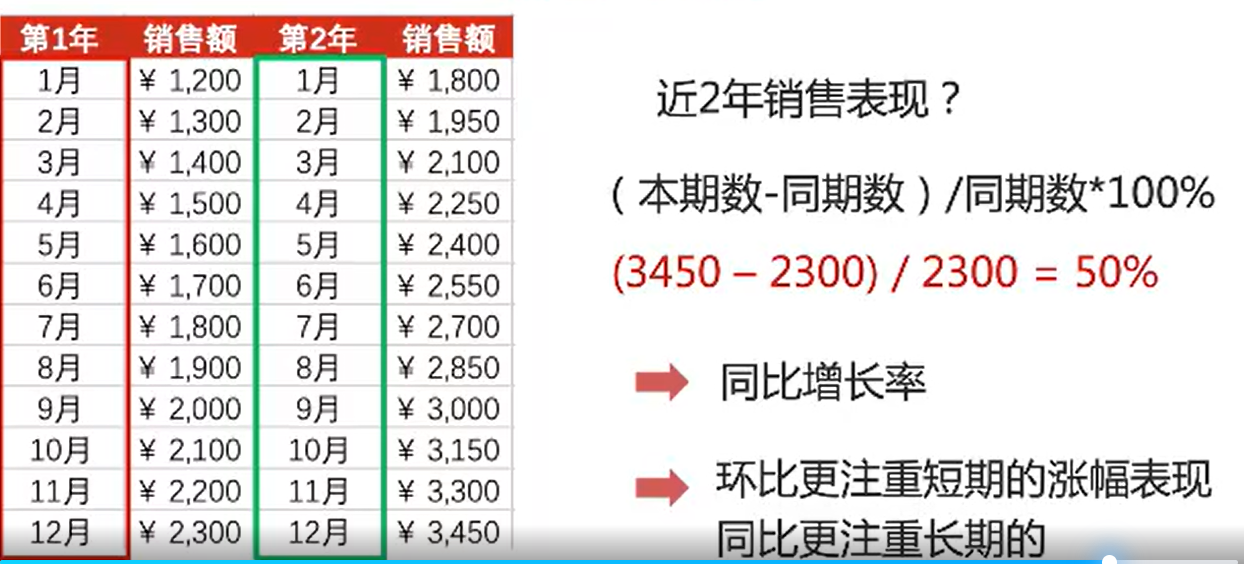 第1年 销售额 第2年 销售额
1月 ¥ 1,200 1月 ¥ 1,800
2月 ¥ 1,300 2月 ¥ 1,950
3月 ¥ 1,400 3月 ¥ 2,100
4月 ¥ 1,500 4月 ¥ 2,250
5月 ¥ 1,600 5月 ¥ 2,400
6月 ¥ 1,700 6月 ¥ 2,550
7月 ¥ 1,800 7月 ¥ 2,700
8月 ¥ 1,900 8月 ¥ 2,850
9月 ¥ 2,000 9月 ¥ 3,000
10月 ¥ 2,100 10月 ¥ 3,150
11月 ¥ 2,200 11月 ¥ 3,300
12月 ¥ 2,300 12月 ¥ 3,450
近2年销售表现？
（本期数-同期数）/同期数*100%
(3450 – 2300) / 2300 = 50%
同比增长率
环比更注重短期的涨幅表现
同比更注重长期的